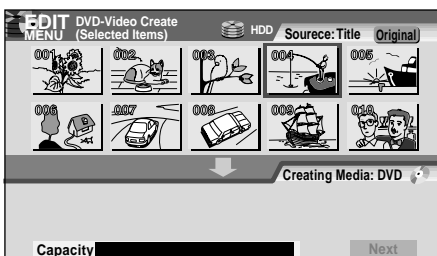 EDIT DVD-Video Create
MENU (Selected Items)
HDD
Sourece: Title Original
001 002 003 004 005
006 007 008 009 010
Creating Media: DVD
Capacity
Next